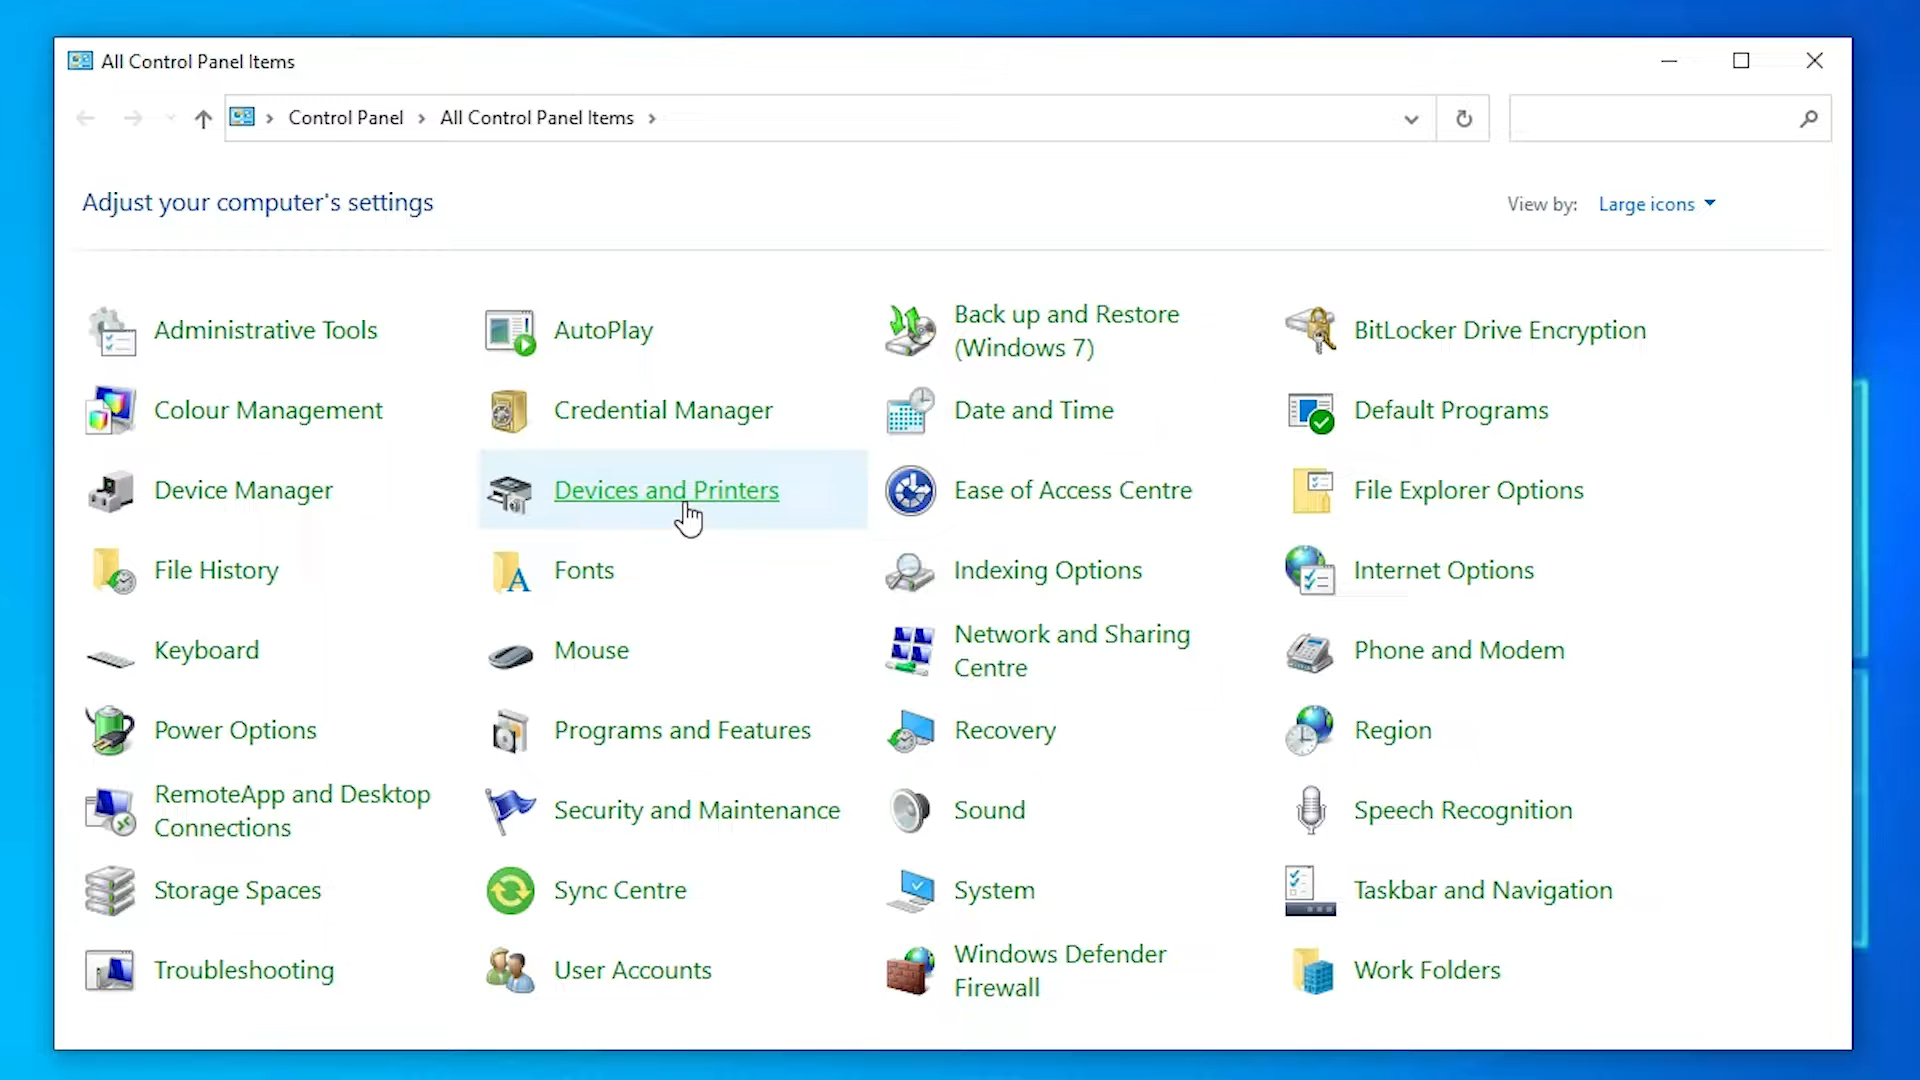 All Control Panel Items
Control Panel > All Control Panel Items >
Adjust your computer's settings
View by: Large icons
Administrative Tools
AutoPlay
Back up and Restore
(Windows 7)
BitLocker Drive Encryption
Colour Management
Credential Manager
Date and Time
Default Programs
Device Manager
Devices and Printers
Ease of Access Centre
File Explorer Options
File History
Fonts
Indexing Options
Internet Options
Keyboard
Mouse
Network and Sharing
Centre
Phone and Modem
Power Options
Programs and Features
Recovery
Region
RemoteApp and Desktop
Connections
Security and Maintenance
Sound
Speech Recognition
Storage Spaces
Sync Centre
System
Taskbar and Navigation
Troubleshooting
User Accounts
Windows Defender
Firewall
Work Folders